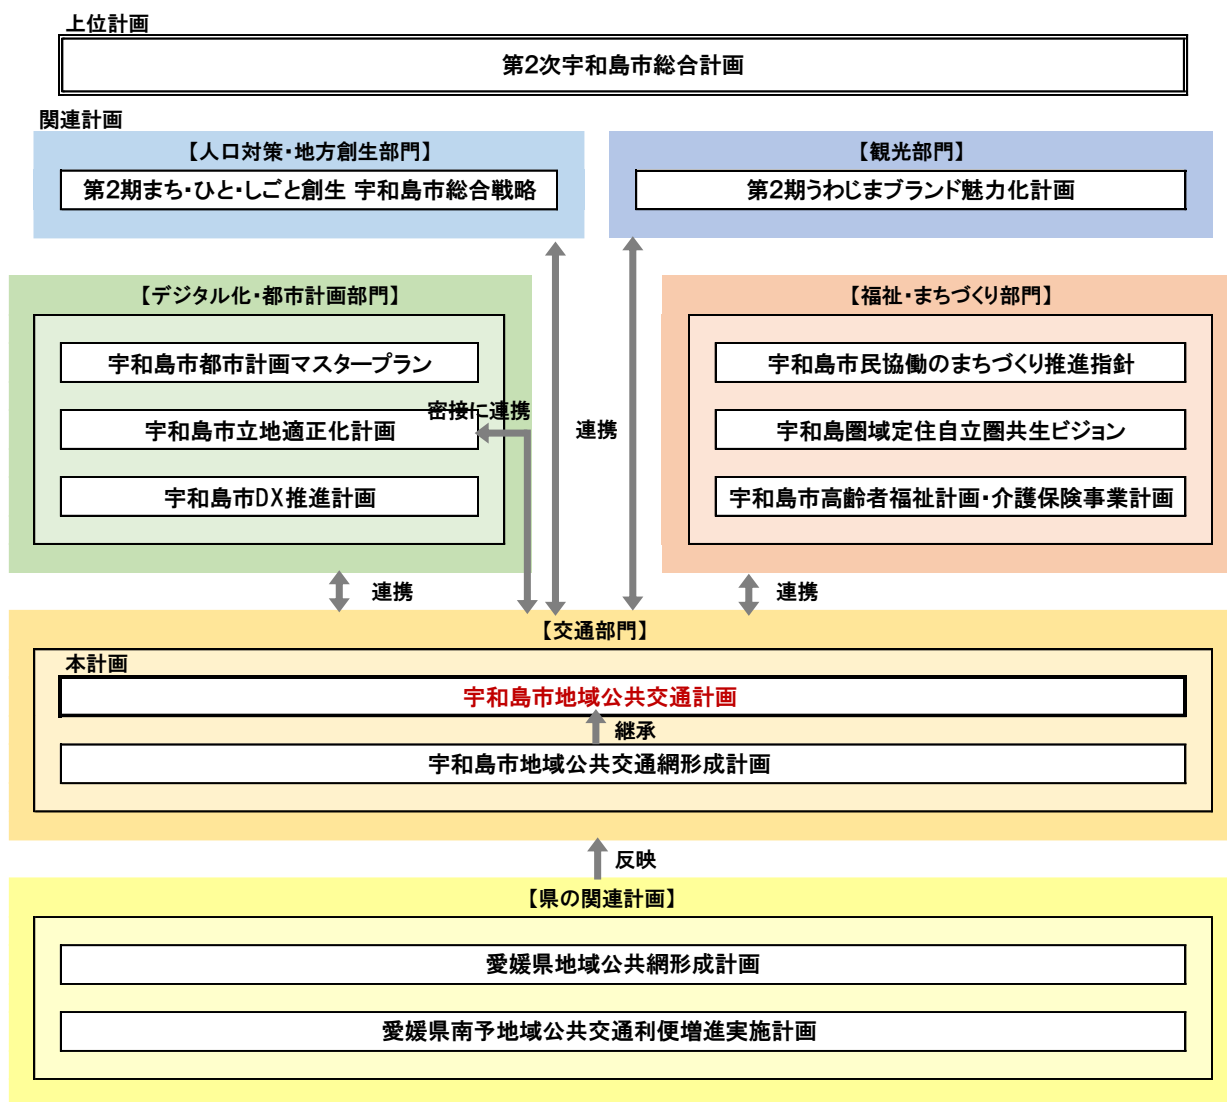 上位計画
第2次宇和島市総合計画
関連計画
【人口対策・地方創生部門】
第2期まち・ひと・しごと創生 宇和島市総合戦略
【観光部門】
第2期うわじまブランド魅力化計画
【デジタル化・都市計画部門】
宇和島市都市計画マスタープラン
密接に連携
宇和島市立地適正化計画
宇和島市DX推進計画
連携
【福祉・まちづくり部門】
宇和島市民協働のまちづくり推進指針
宇和島圏域定住自立圏共生ビジョン
宇和島市高齢者福祉計画・介護保険事業計画
連携
連携
【交通部門】
本計画
宇和島市地域公共交通計画
継承
宇和島市地域公共交通網形成計画
反映
【県の関連計画】
愛媛県地域公共網形成計画
愛媛県南予地域公共交通利便増進実施計画